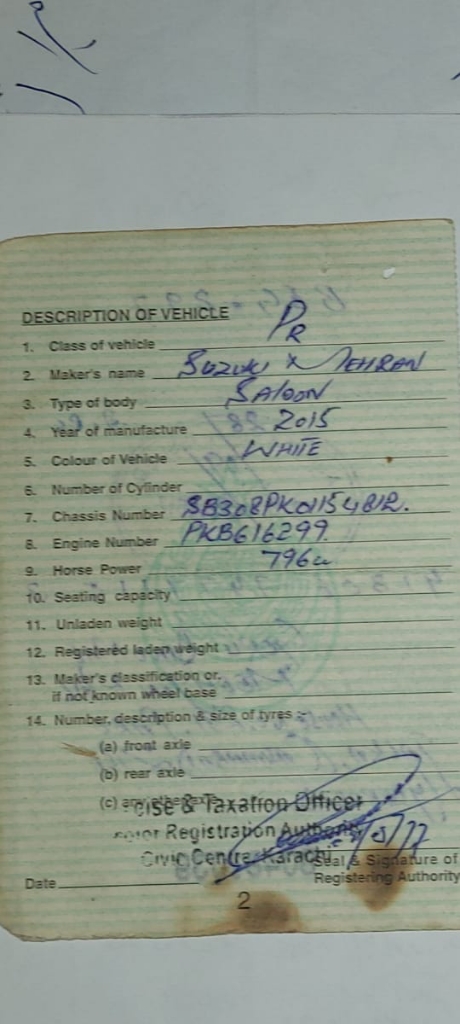 DESCRIPTION OF VEHICLE
1. Class of vehicle PR
2. Maker's name SUZUKI X MEHRAN
3. Type of body SALOON
4. Year of manufacture 2015
5. Colour of Vehicle WHITE
6. Number of Cylinder
7. Chassis Number
8. Engine Number PKB616299
9. Horse Power
10. Seating capacity
11. Unladen weight
12. Registered laden weight
13. Maker's classification or.
if not known wheel base
14. Number, description & size of tyres :-
(a) front axle
(b) rear axle
(c)
cise & Taxation Officer
Registration Authority
Civic Centre Karachi
Seal & Signature of
Date Registering Authority
2